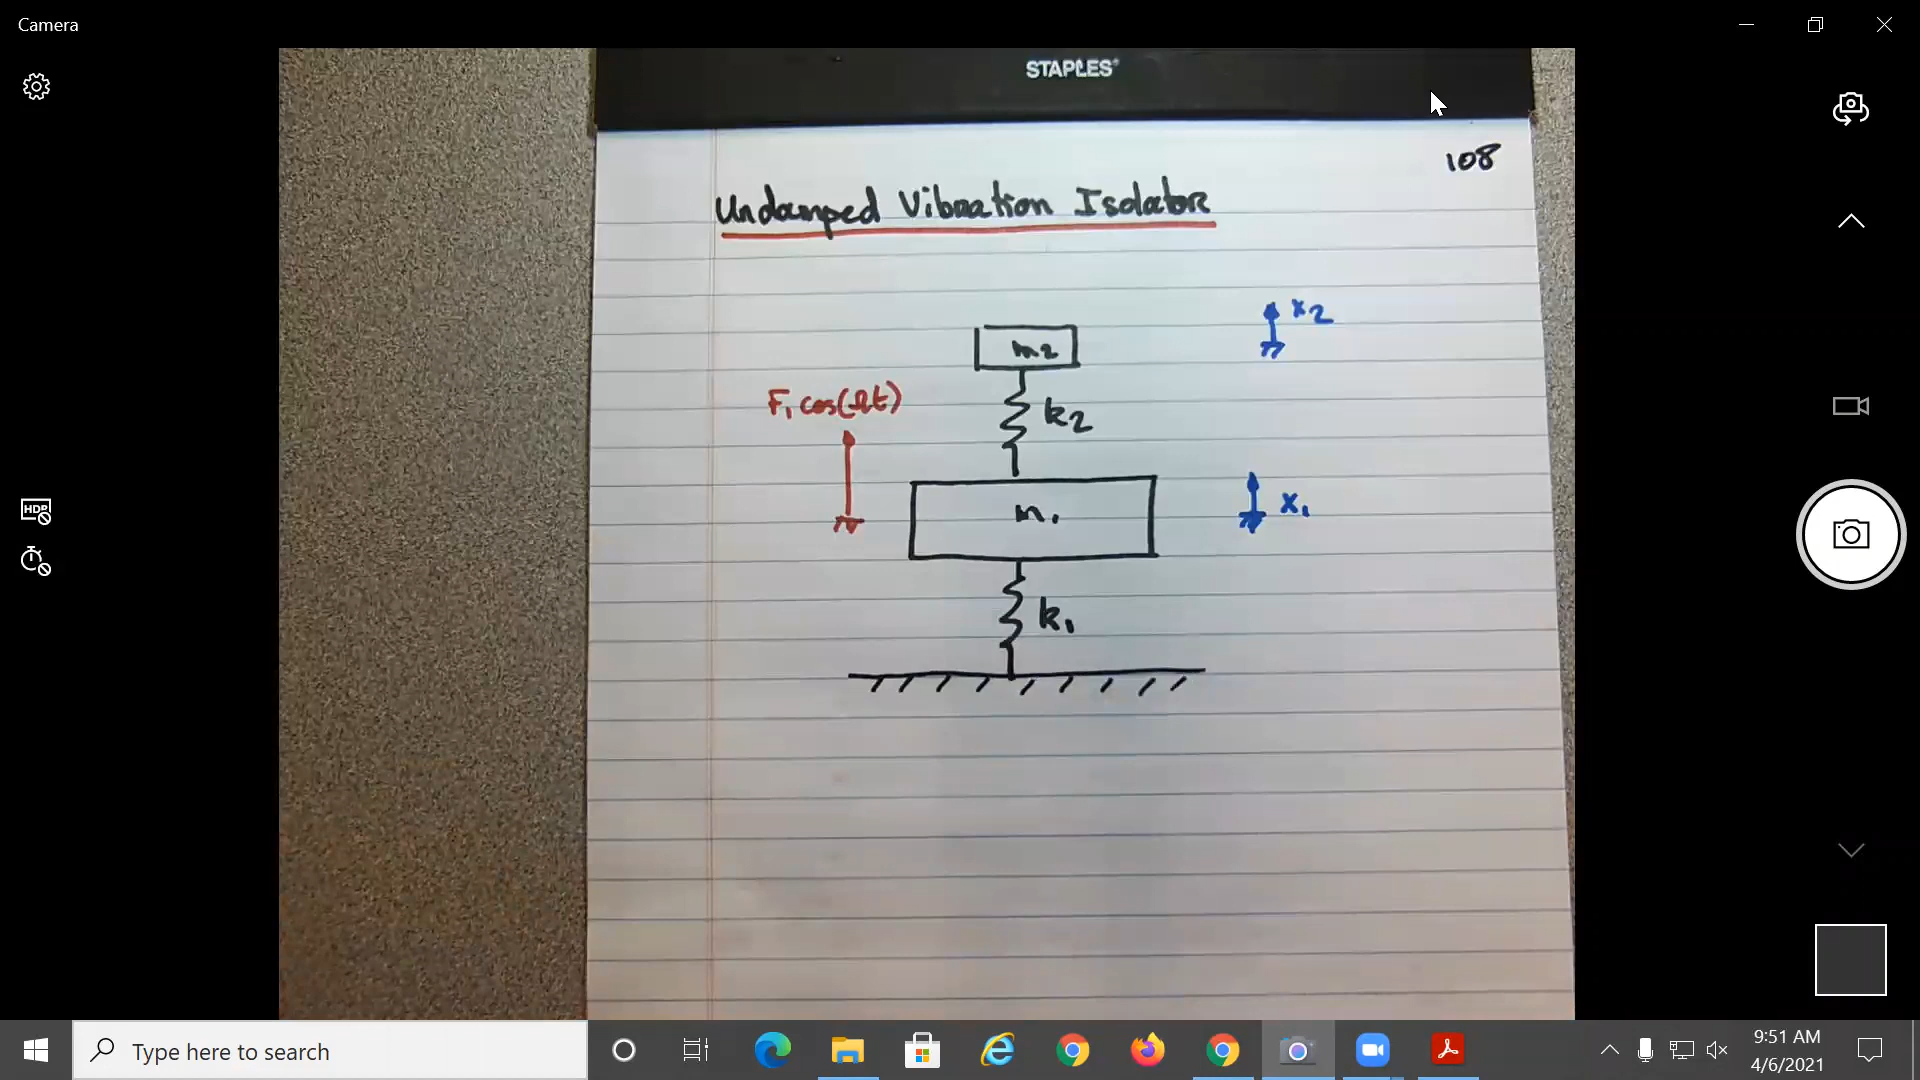 Camera
STAPLES
108
Undamped Vibration Isolator
x2
m2
F1 cos(Ωt)
k2
m1
x1
k1
HDR
Type here to search
9:51 AM
4/6/2021